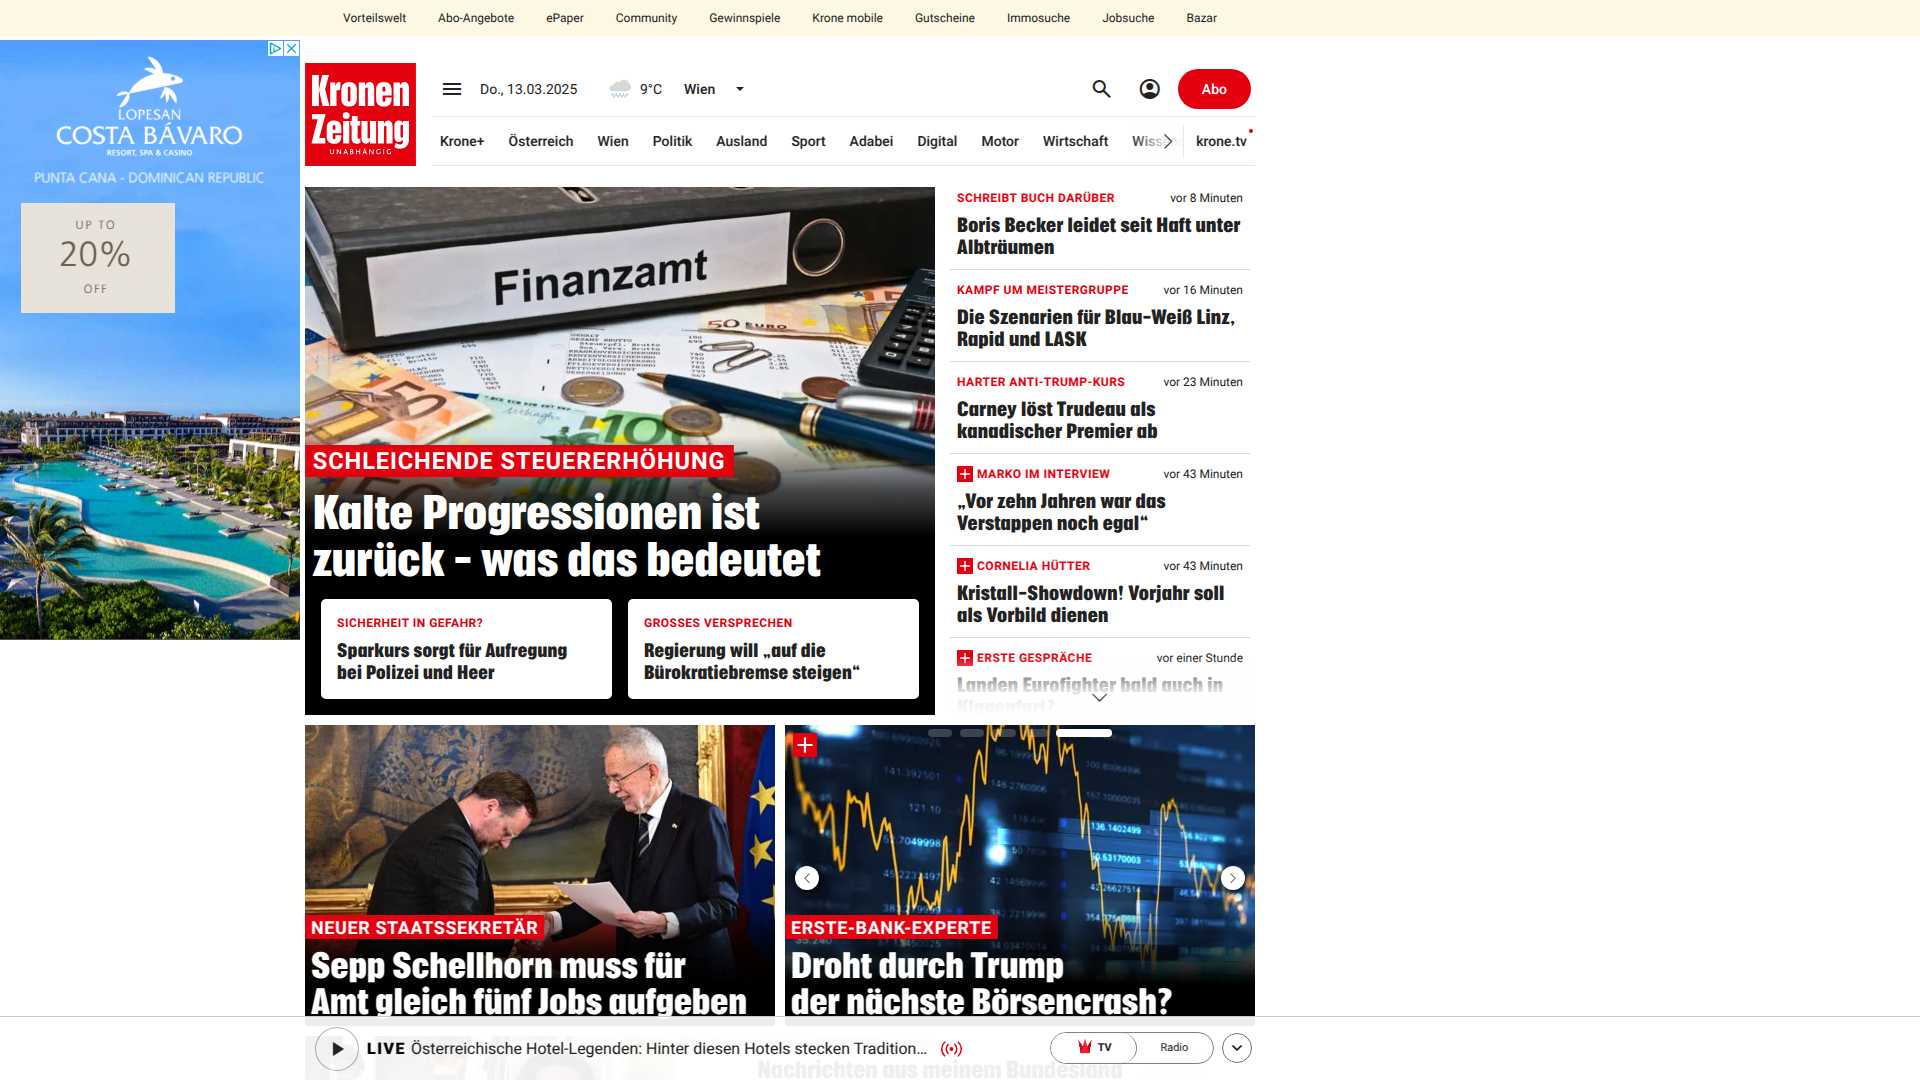 Vorteilswelt Abo-Angebote ePaper Community Gewinnspiele Krone mobile Gutscheine Immosuche Jobsuche Bazar
LOPESAN
COSTA BÁVARO
RESORT, SPA & CASINO
PUNTA CANA - DOMINICAN REPUBLIC
UP TO
20%
OFF
Kronen
Zeitung
UNABHÄNGIG
Do., 13.03.2025 9°C Wien
Abo
Krone+ Österreich Wien Politik Ausland Sport Adabei Digital Motor Wirtschaft krone.tv
Finanzamt
50 EURO
SCHLEICHENDE STEUERERHÖHUNG
Kalte Progressionen ist
zurück - was das bedeutet
SICHERHEIT IN GEFAHR?
Sparkurs sorgt für Aufregung
bei Polizei und Heer
GROSSES VERSPRECHEN
Regierung will „auf die
Bürokratiebremse steigen“
SCHREIBT BUCH DARÜBER vor 8 Minuten
Boris Becker leidet seit Haft unter
Albträumen
KAMPF UM MEISTERGRUPPE vor 16 Minuten
Die Szenarien für Blau-Weiß Linz,
Rapid und LASK
HARTER ANTI-TRUMP-KURS vor 23 Minuten
Carney löst Trudeau als
kanadischer Premier ab
MARKO IM INTERVIEW vor 43 Minuten
„Vor zehn Jahren war das
Verstappen noch egal“
CORNELIA HÜTTER vor 43 Minuten
Kristall-Showdown! Vorjahr soll
als Vorbild dienen
ERSTE GESPRÄCHE vor einer Stunde
Landen Eurofighter bald auch in
Klagenfurt?
NEUER STAATSSEKRETÄR
Sepp Schellhorn muss für
Amt gleich fünf Jobs aufgeben
ERSTE-BANK-EXPERTE
Droht durch Trump
der nächste Börsencrash?
LIVE Österreichische Hotel-Legenden: Hinter diesen Hotels stecken Tradition...
TV Radio
Nachrichten aus meinem Bundesland